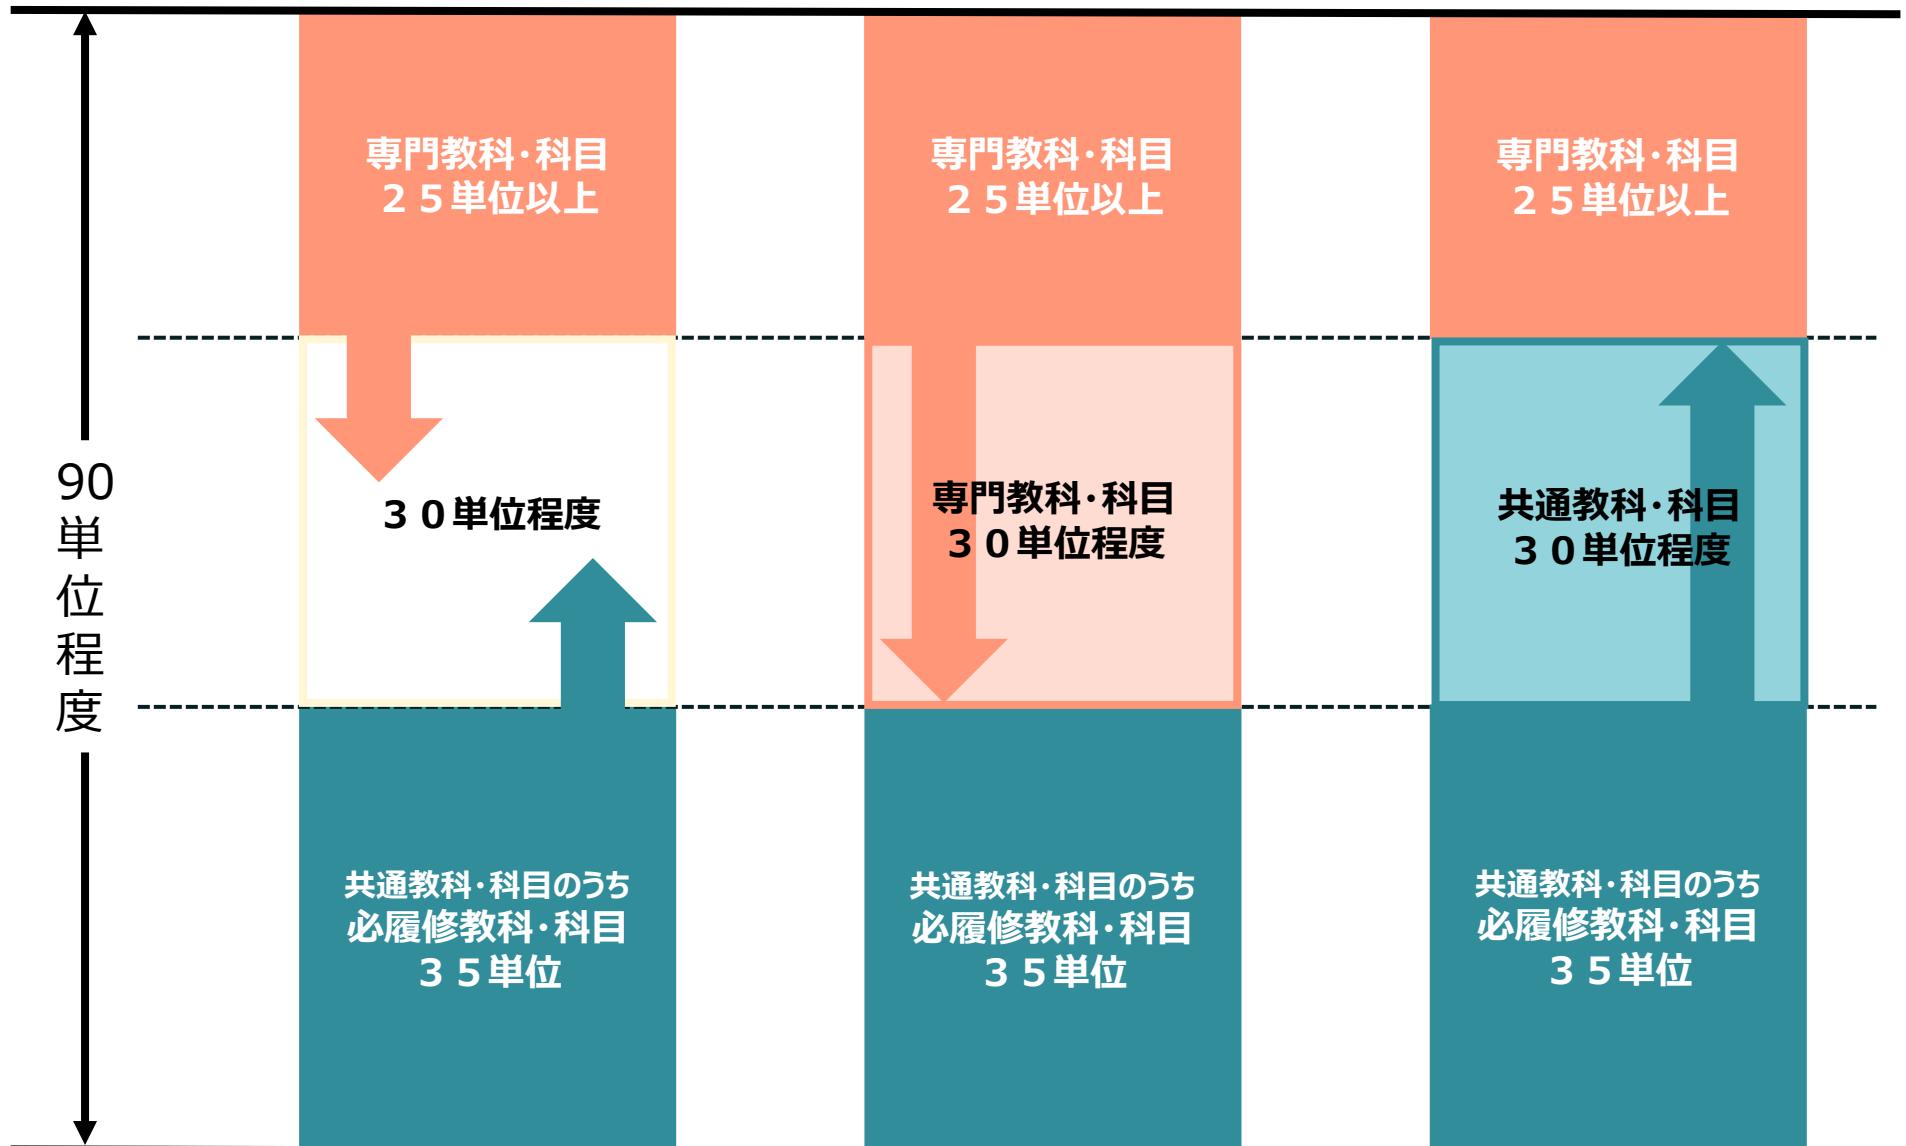 90
単
位
程
度
専門教科・科目
２５単位以上
３０単位程度
共通教科・科目のうち
必履修教科・科目
３５単位
専門教科・科目
２５単位以上
専門教科・科目
３０単位程度
共通教科・科目のうち
必履修教科・科目
３５単位
専門教科・科目
２５単位以上
共通教科・科目
３０単位程度
共通教科・科目のうち
必履修教科・科目
３５単位